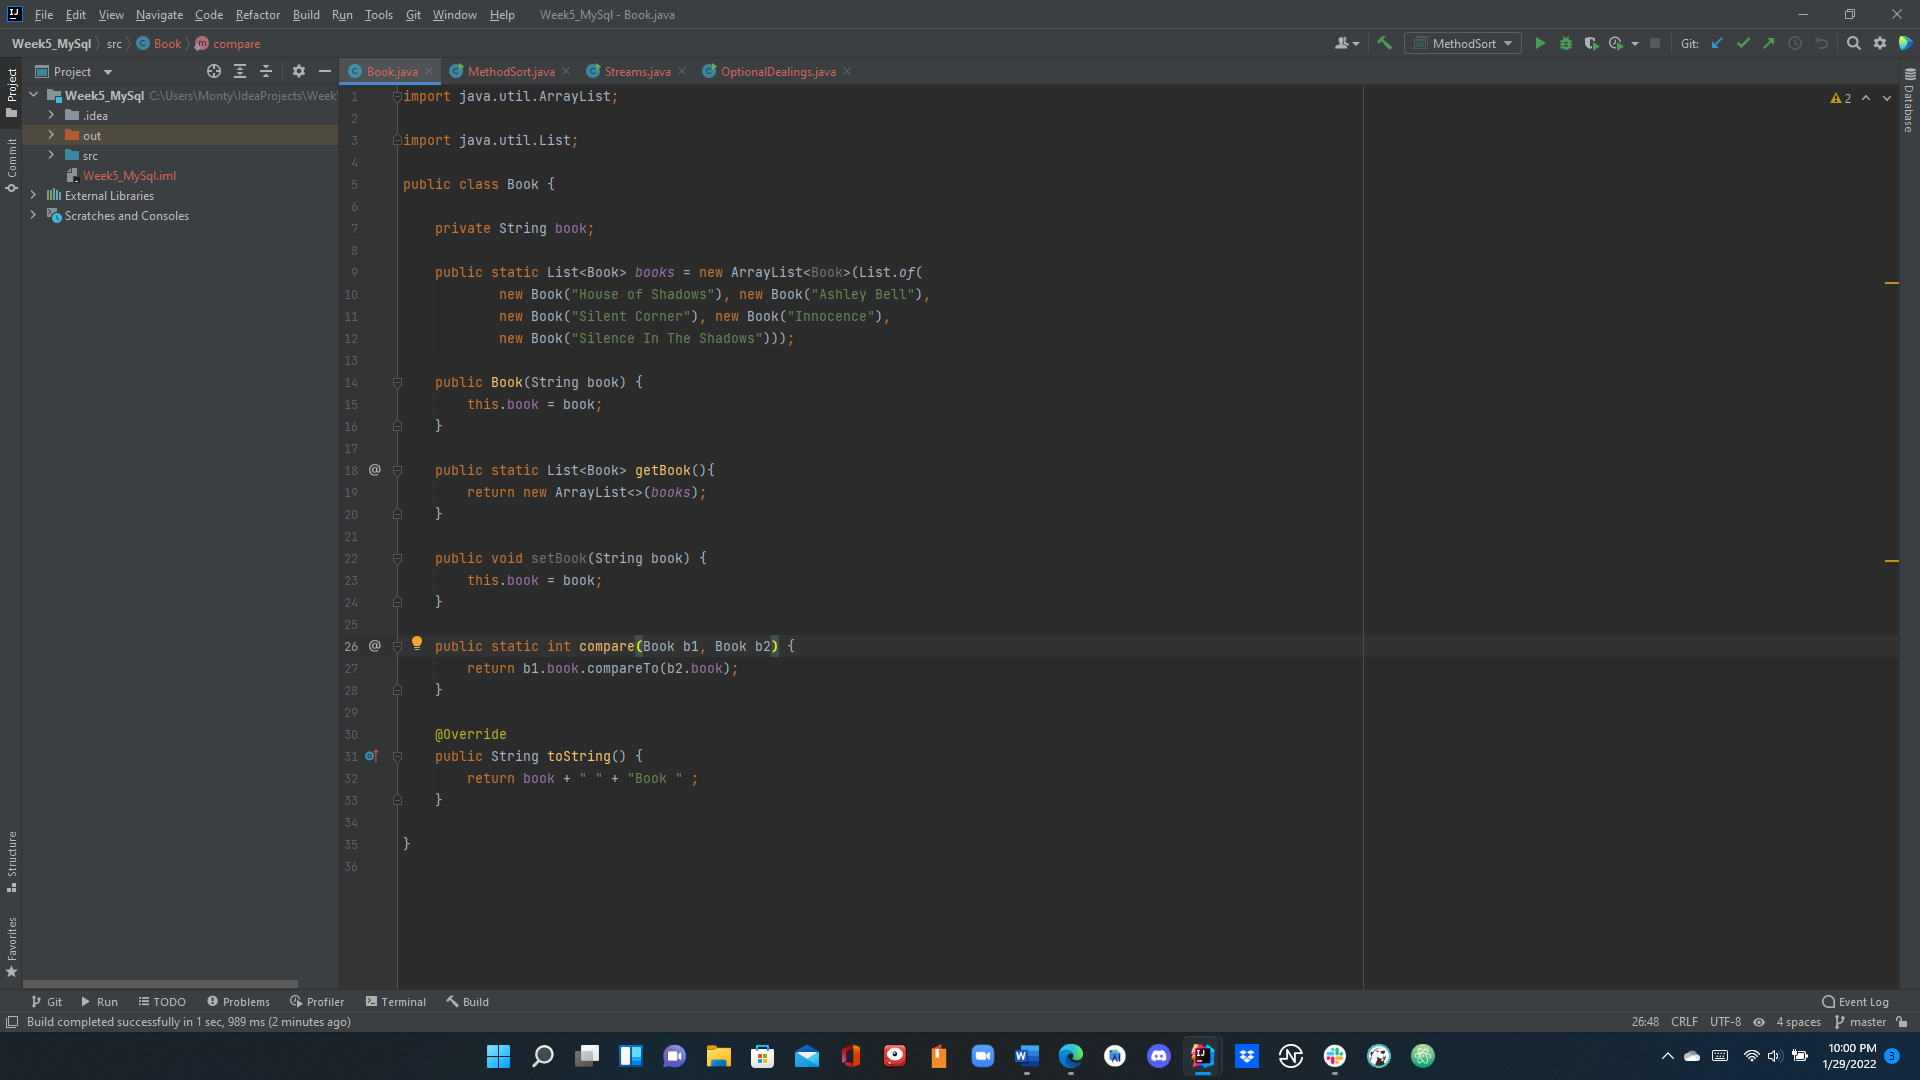 File Edit View Navigate Code Refactor Build Run Tools Git Window Help Week5_MySql - Book.java
Week5_MySql src Book compare MethodSort Git:
Project Book.java MethodSort.java Streams.java OptionalDealings.java
Project
Commit
Structure
Favorites
Database
Week5_MySql C:\Users\Monty\IdeaProjects\Week5
.idea
out
src
Week5_MySql.iml
External Libraries
Scratches and Consoles
2
1 import java.util.ArrayList;
2
3 import java.util.List;
4
5 public class Book {
6
7 private String book;
8
9 public static List<Book> books = new ArrayList<Book>(List.of(
10 new Book("House of Shadows"), new Book("Ashley Bell"),
11 new Book("Silent Corner"), new Book("Innocence"),
12 new Book("Silence In The Shadows")));
13
14 public Book(String book) {
15 this.book = book;
16 }
17
18 @ public static List<Book> getBook(){
19 return new ArrayList<>(books);
20 }
21
22 public void setBook(String book) {
23 this.book = book;
24 }
25
26 @ public static int compare(Book b1, Book b2) {
27 return b1.book.compareTo(b2.book);
28 }
29
30 @Override
31 public String toString() {
32 return book + " " + "Book " ;
33 }
34
35 }
36
Git Run TODO Problems Profiler Terminal Build Event Log
Build completed successfully in 1 sec, 989 ms (2 minutes ago) 26:48 CRLF UTF-8 4 spaces master
10:00 PM
1/29/2022 3